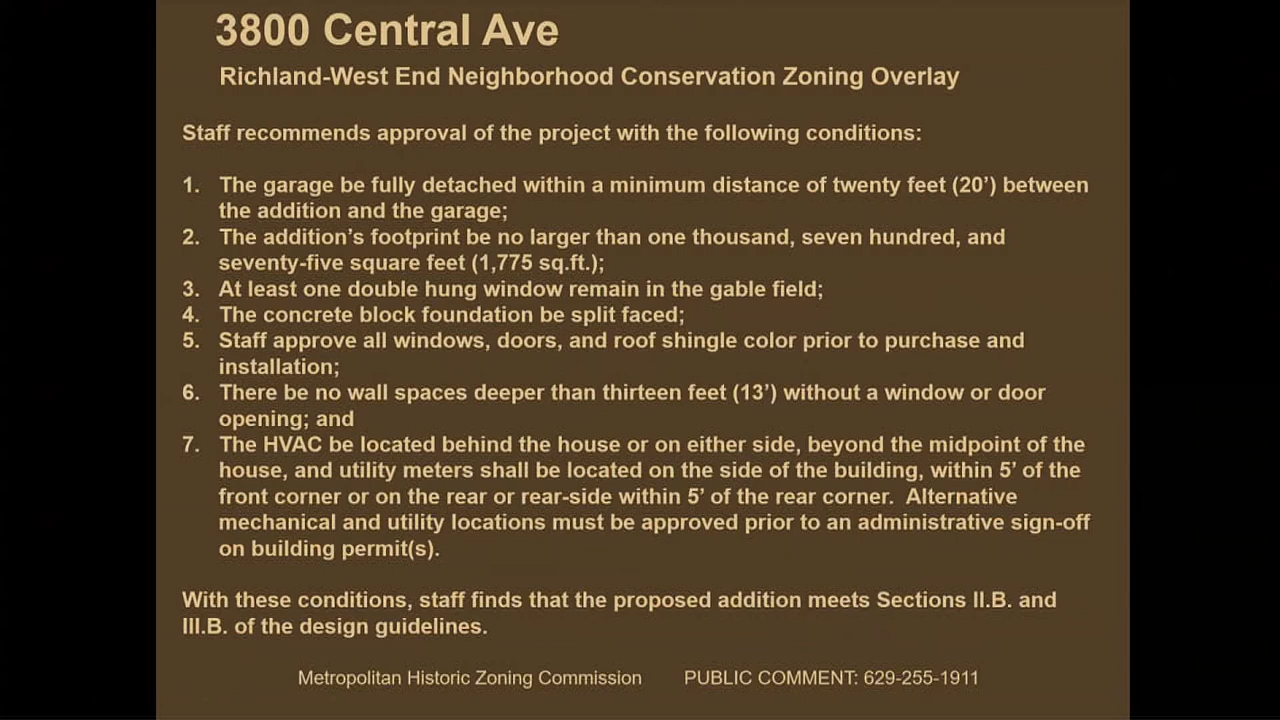 3800 Central Ave
Richland-West End Neighborhood Conservation Zoning Overlay
Staff recommends approval of the project with the following conditions:
1. The garage be fully detached within a minimum distance of twenty feet (20’) between
the addition and the garage;
2. The addition’s footprint be no larger than one thousand, seven hundred, and
seventy-five square feet (1,775 sq.ft.);
3. At least one double hung window remain in the gable field;
4. The concrete block foundation be split faced;
5. Staff approve all windows, doors, and roof shingle color prior to purchase and
installation;
6. There be no wall spaces deeper than thirteen feet (13’) without a window or door
opening; and
7. The HVAC be located behind the house or on either side, beyond the midpoint of the
house, and utility meters shall be located on the side of the building, within 5’ of the
front corner or on the rear or rear-side within 5’ of the rear corner. Alternative
mechanical and utility locations must be approved prior to an administrative sign-off
on building permit(s).
With these conditions, staff finds that the proposed addition meets Sections II.B. and
III.B. of the design guidelines.
Metropolitan Historic Zoning Commission PUBLIC COMMENT: 629-255-1911